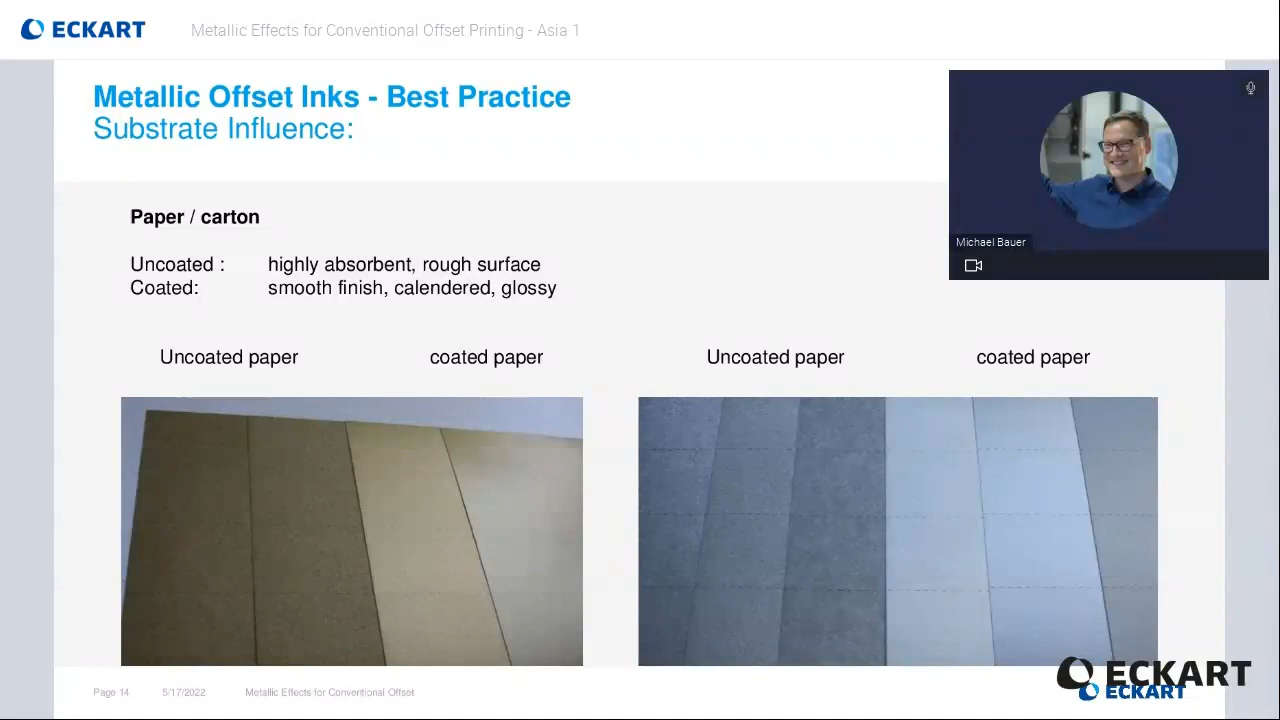 ECKART
Metallic Effects for Conventional Offset Printing - Asia 1
Metallic Offset Inks - Best Practice
Substrate Influence:
Michael Bauer
Paper / carton
Uncoated : highly absorbent, rough surface
Coated: smooth finish, calendered, glossy
Uncoated paper coated paper Uncoated paper coated paper
ECKART
ECKART
Page 14 5/17/2022 Metallic Effects for Conventional Offset